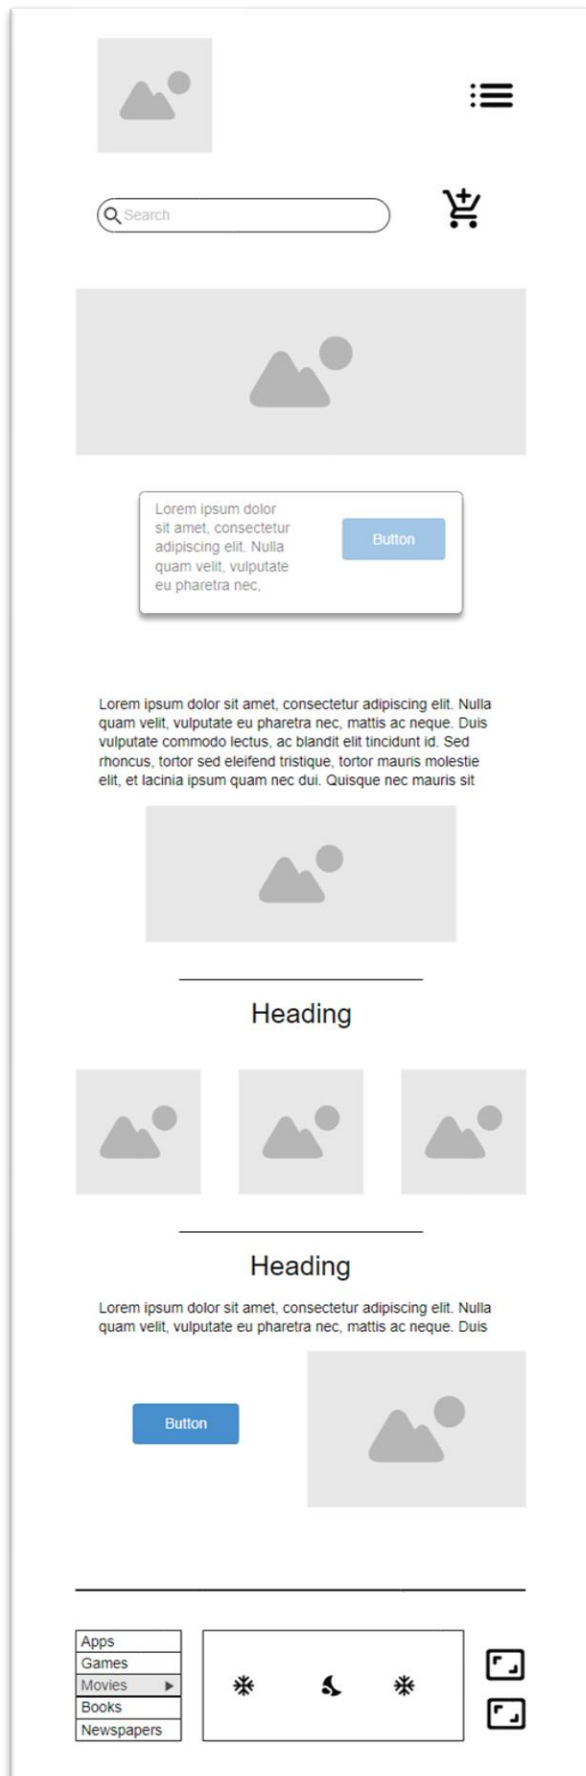 Search
Lorem ipsum dolor
sit amet, consectetur
adipiscing elit. Nulla
quam velit, vulputate
eu pharetra nec,
Button
Lorem ipsum dolor sit amet, consectetur adipiscing elit. Nulla
quam velit, vulputate eu pharetra nec, mattis ac neque. Duis
vulputate commodo lectus, ac blandit elit tincidunt id. Sed
rhoncus, tortor sed eleifend tristique, tortor mauris molestie
elit, et lacinia ipsum quam nec dui. Quisque nec mauris sit
Heading
Heading
Lorem ipsum dolor sit amet, consectetur adipiscing elit. Nulla
quam velit, vulputate eu pharetra nec, mattis ac neque. Duis
Button
Apps
Games
Movies
Books
Newspapers